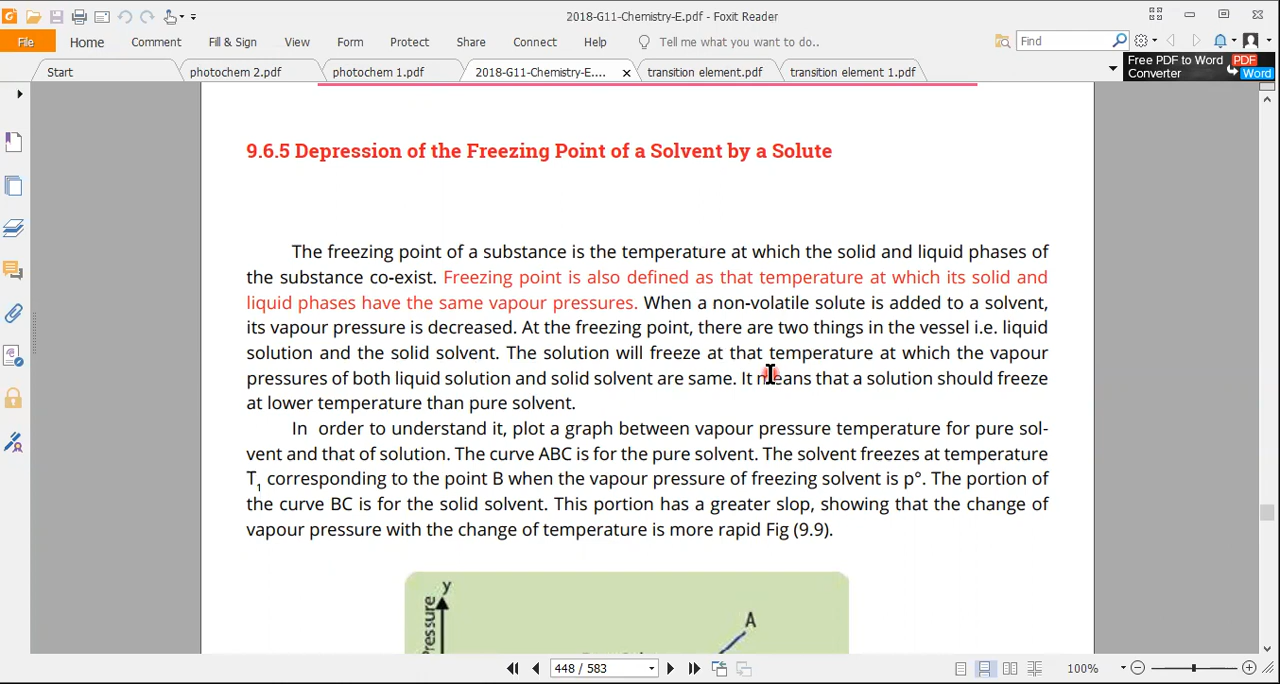 2018-G11-Chemistry-E.pdf - Foxit Reader
File Home Comment Fill & Sign View Form Protect Share Connect Help Tell me what you want to do.. Find
Start photochem 2.pdf photochem 1.pdf 2018-G11-Chemistry-E.... transition element.pdf transition element 1.pdf
Free PDF to Word PDF
Converter Word
9.6.5 Depression of the Freezing Point of a Solvent by a Solute
The freezing point of a substance is the temperature at which the solid and liquid phases of
the substance co-exist. Freezing point is also defined as that temperature at which its solid and
liquid phases have the same vapour pressures. When a non-volatile solute is added to a solvent,
its vapour pressure is decreased. At the freezing point, there are two things in the vessel i.e. liquid
solution and the solid solvent. The solution will freeze at that temperature at which the vapour
pressures of both liquid solution and solid solvent are same. It means that a solution should freeze
at lower temperature than pure solvent.
In order to understand it, plot a graph between vapour pressure temperature for pure sol-
vent and that of solution. The curve ABC is for the pure solvent. The solvent freezes at temperature
T1 corresponding to the point B when the vapour pressure of freezing solvent is p°. The portion of
the curve BC is for the solid solvent. This portion has a greater slop, showing that the change of
vapour pressure with the change of temperature is more rapid Fig (9.9).
y
Pressure
A
448 / 583
100%